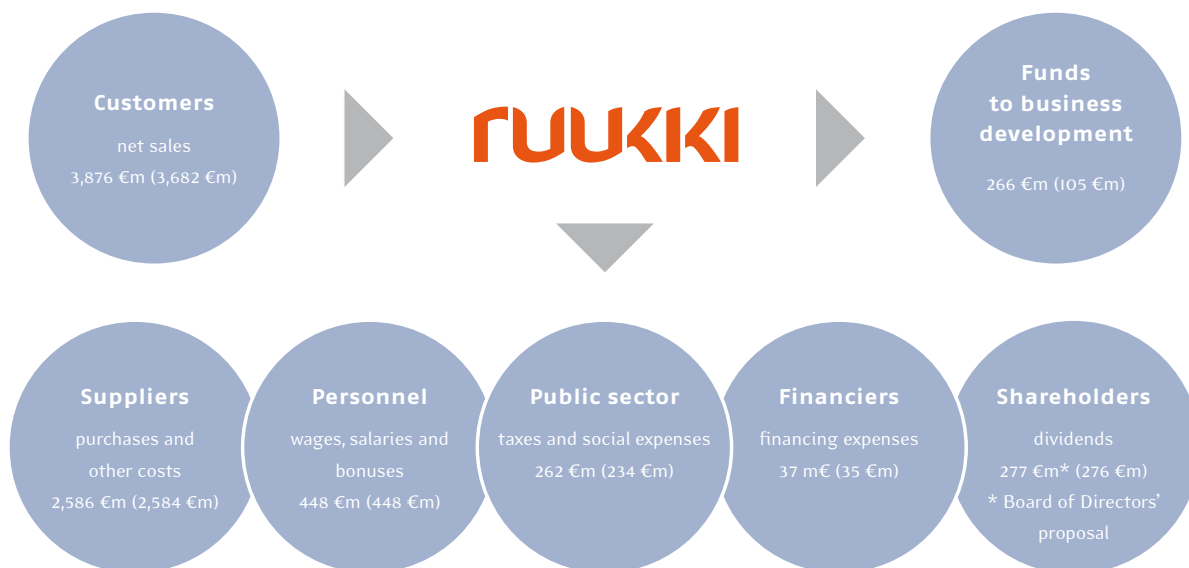 Customers
net sales
3,876 €m (3,682 €m)
ruukki
Funds
to business
development
266 €m (105 €m)
Suppliers
purchases and
other costs
2,586 €m (2,584 €m)
Personnel
wages, salaries and
bonuses
448 €m (448 €m)
Public sector
taxes and social expenses
262 €m (234 €m)
Financiers
financing expenses
37 m€ (35 €m)
Shareholders
dividends
277 €m* (276 €m)
* Board of Directors'
proposal